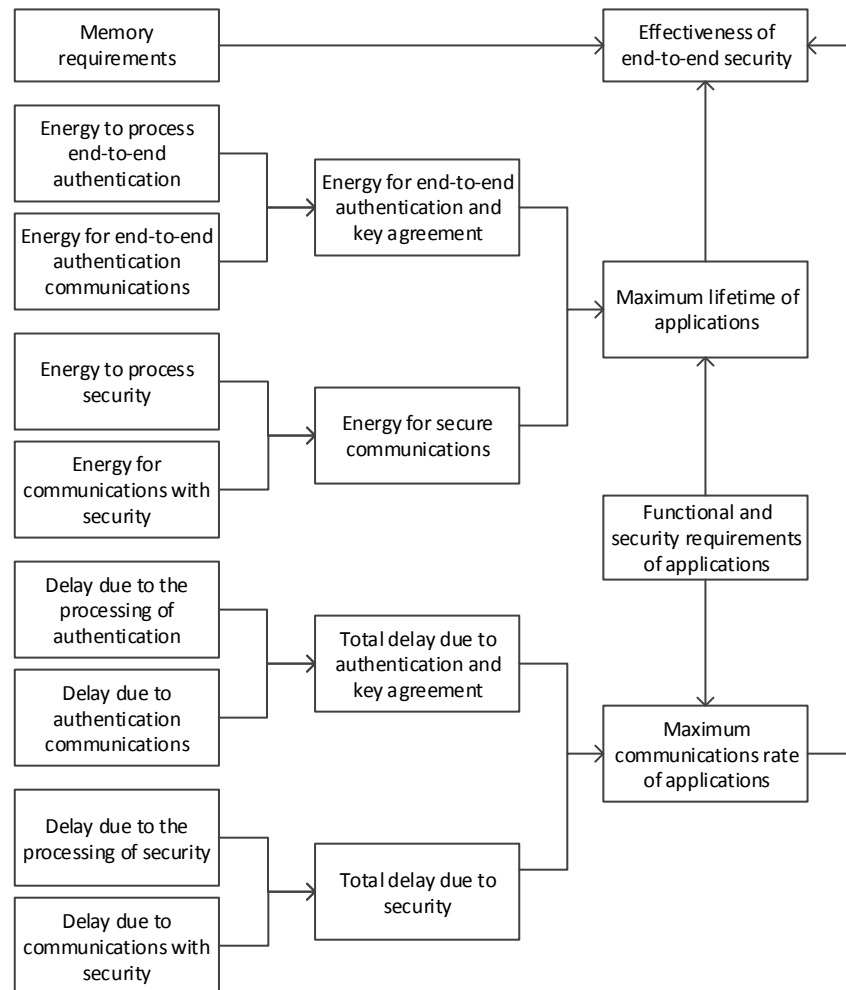 Memory
requirements
Effectiveness of
end-to-end security
Energy to process
end-to-end
authentication
Energy for end-to-end
authentication
communications
Energy for end-to-end
authentication and
key agreement
Maximum lifetime of
applications
Energy to process
security
Energy for
communications with
security
Energy for secure
communications
Functional and
security requirements
of applications
Delay due to the
processing of
authentication
Delay due to
authentication
communications
Total delay due to
authentication and
key agreement
Maximum
communications rate
of applications
Delay due to the
processing of security
Delay due to
communications with
security
Total delay due to
security